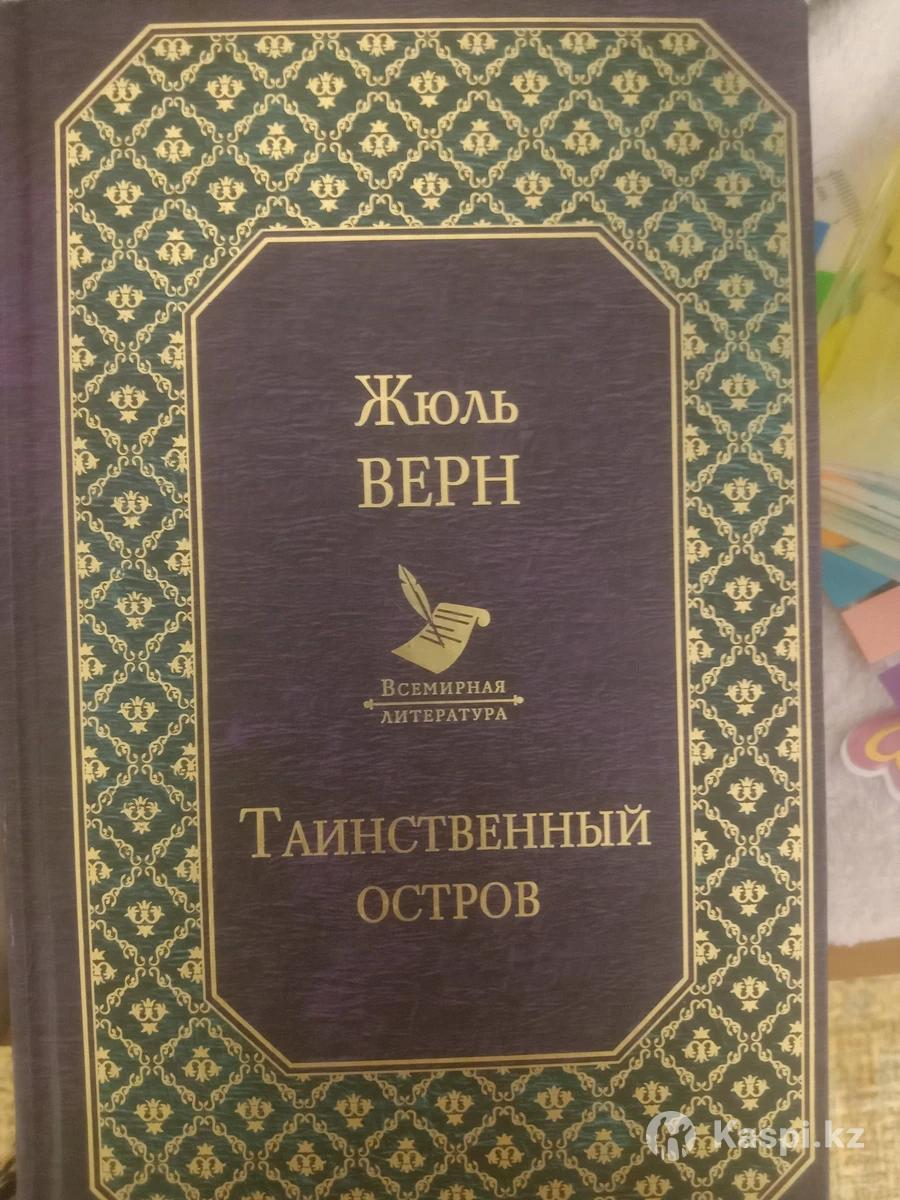 Жюль
ВЕРН
Всемирная
литература
Таинственный
остров
Kaspi.kz